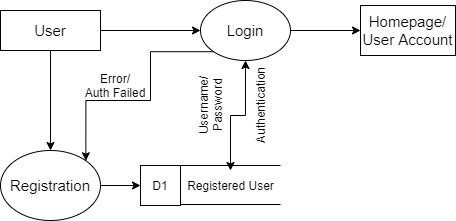 User
Login
Homepage/
User Account
Error/
Auth Failed
Username/
Password
Authentication
Registration
D1
Registered User